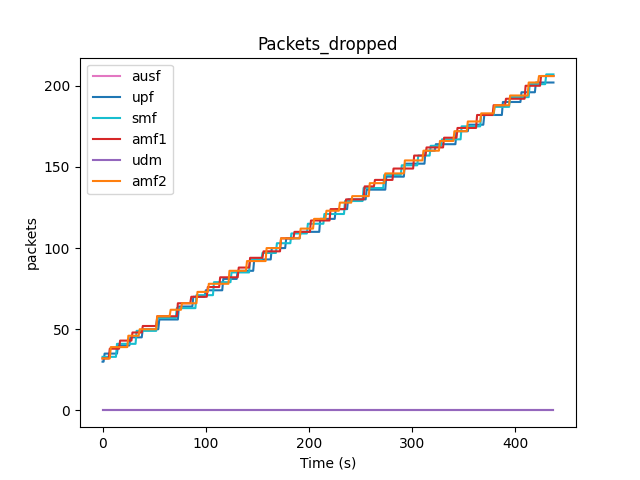 Packets_dropped
ausf
upf
smf
amf1
udm
amf2
packets
200
150
100
50
0
0 100 200 300 400
Time (s)